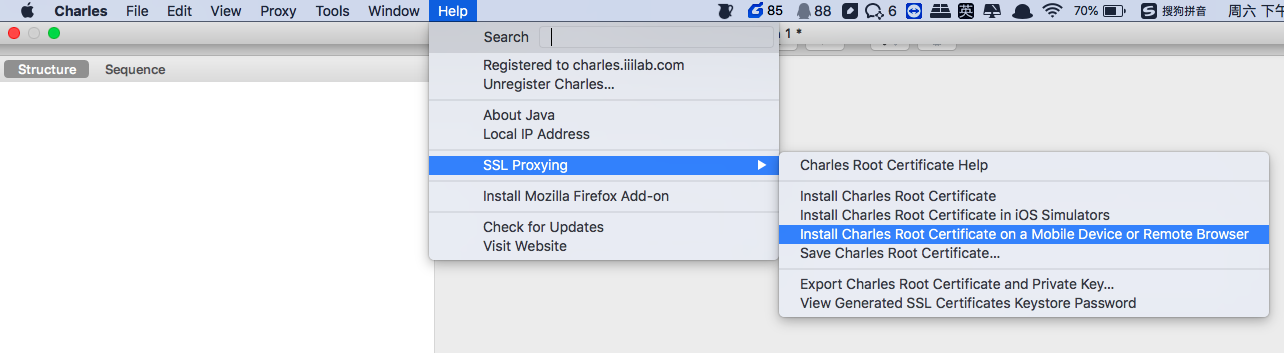 Charles File Edit View Proxy Tools Window Help 85 88 6 英 70% 搜狗拼音 周六 下午
1 *
Structure Sequence
Search
Registered to charles.iiilab.com
Unregister Charles...
About Java
Local IP Address
SSL Proxying
Install Mozilla Firefox Add-on
Check for Updates
Visit Website
Charles Root Certificate Help
Install Charles Root Certificate
Install Charles Root Certificate in iOS Simulators
Install Charles Root Certificate on a Mobile Device or Remote Browser
Save Charles Root Certificate...
Export Charles Root Certificate and Private Key...
View Generated SSL Certificates Keystore Password